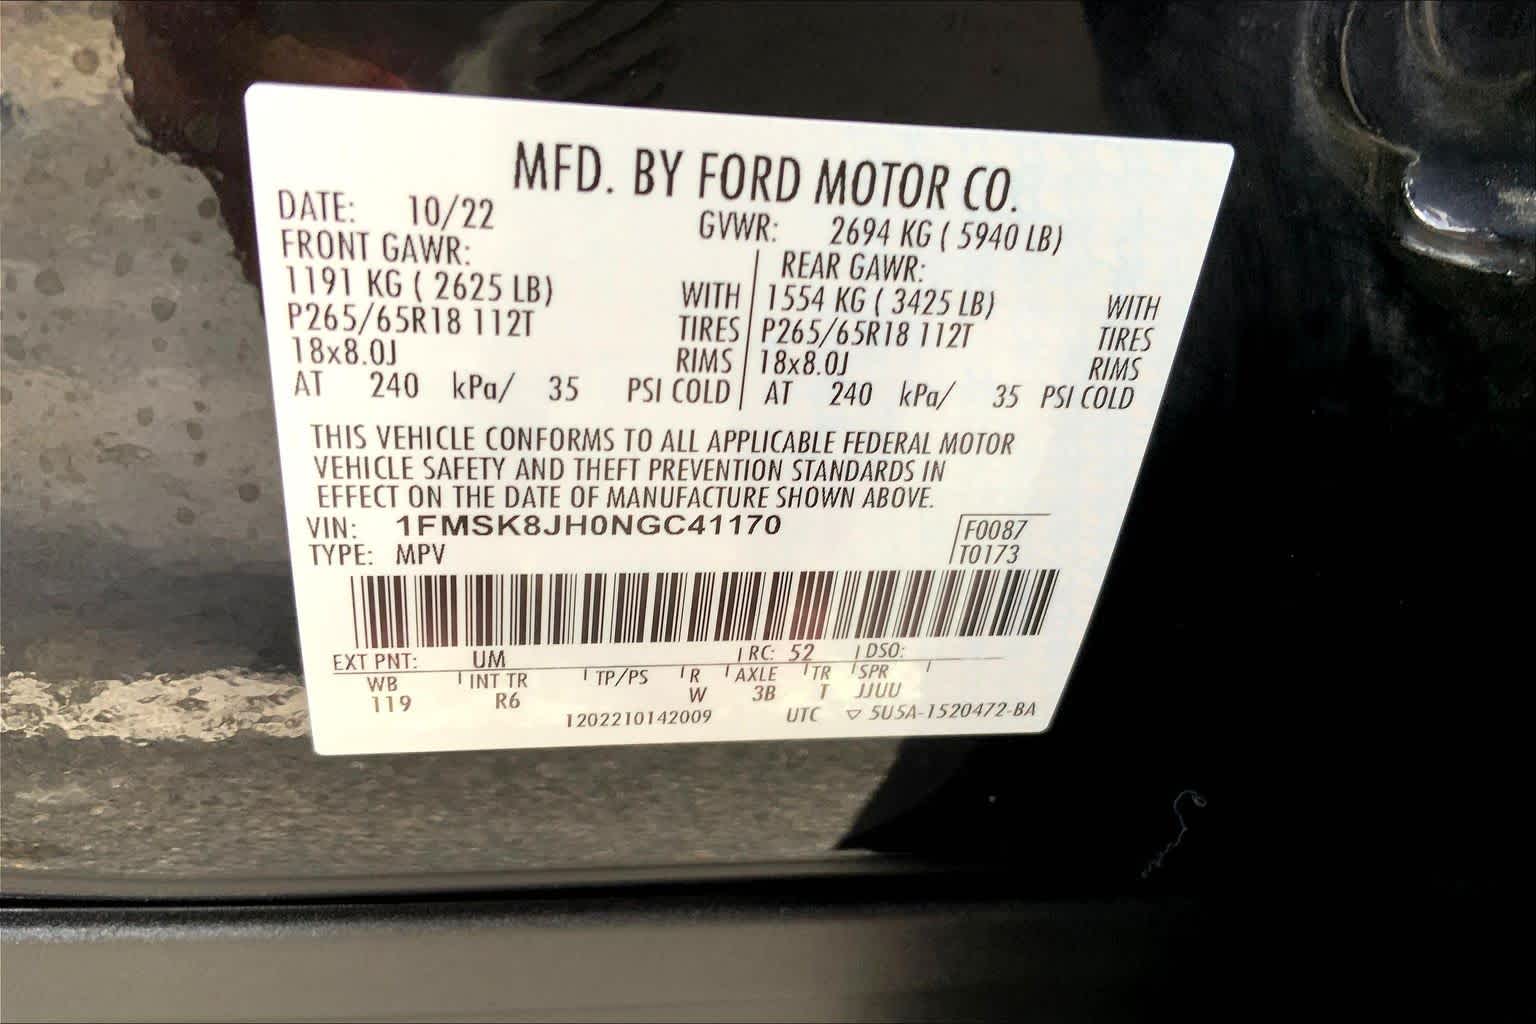 MFD. BY FORD MOTOR CO.
DATE: 10/22 GVWR: 2694 KG ( 5940 LB)
FRONT GAWR: REAR GAWR:
1191 KG ( 2625 LB) WITH 1554 KG ( 3425 LB) WITH
P265/65R18 112T TIRES P265/65R18 112T TIRES
18x8.0J RIMS 18x8.0J RIMS
AT 240 kPa/ 35 PSI COLD AT 240 kPa/ 35 PSI COLD
THIS VEHICLE CONFORMS TO ALL APPLICABLE FEDERAL MOTOR
VEHICLE SAFETY AND THEFT PREVENTION STANDARDS IN
EFFECT ON THE DATE OF MANUFACTURE SHOWN ABOVE.
VIN: 1FMSK8JH0NGC41170 F0087
TYPE: MPV T0173
EXT PNT: UM RC: 52 DSO:
WB INT TR TP/PS R AXLE TR SPR
119 R6 W 3B T JJUU
1202210142009 UTC ▽ 5U5A-1520472-BA